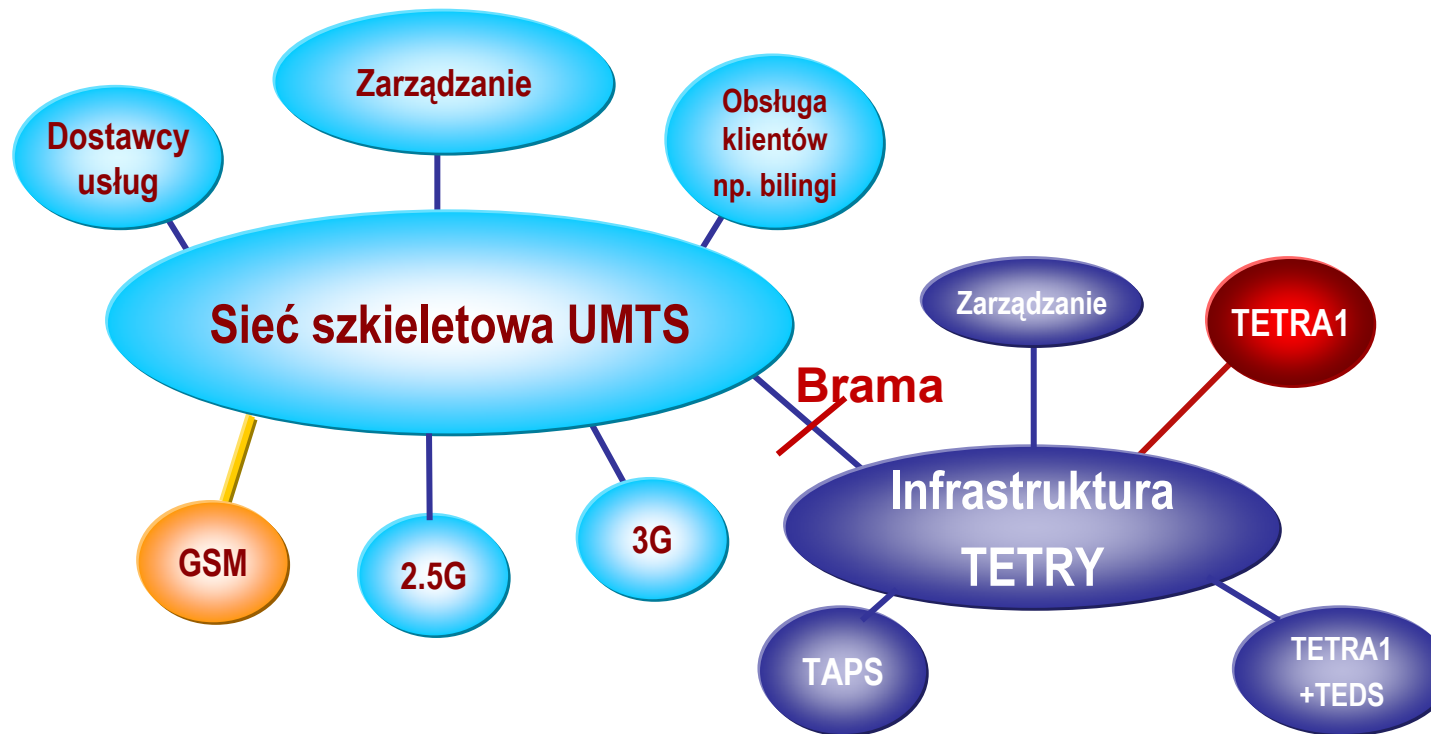 Zarządzanie
Dostawcy
usług
Obsługa
klientów
np. bilingi
Sieć szkieletowa UMTS
Zarządzanie
TETRA1
Brama
Infrastruktura
TETRY
GSM
2.5G
3G
TAPS
TETRA1
+TEDS